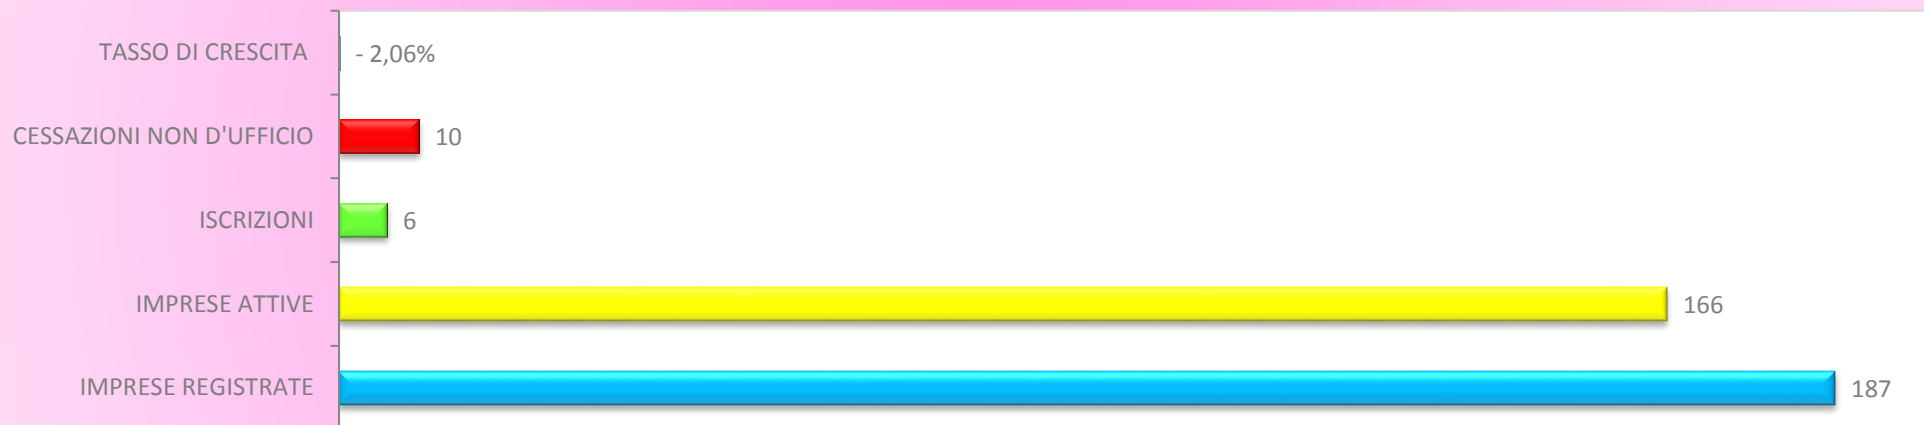 TASSO DI CRESCITA
- 2,06%
CESSAZIONI NON D'UFFICIO
10
ISCRIZIONI
6
IMPRESE ATTIVE
166
IMPRESE REGISTRATE
187